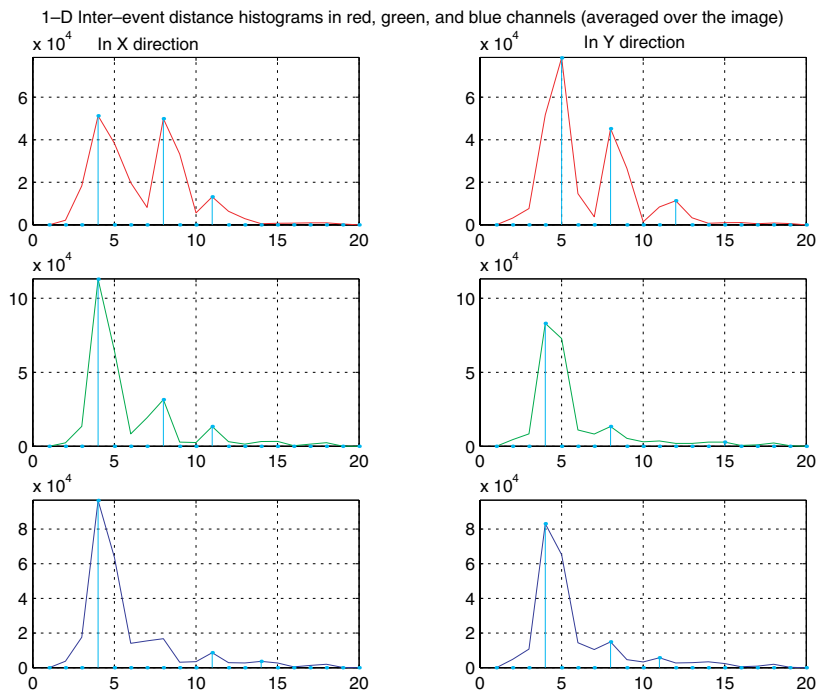 1–D Inter–event distance histograms in red, green, and blue channels (averaged over the image)
x 10^4 In X direction
6
4
2
0
0 5 10 15 20
x 10^4 In Y direction
6
4
2
0
0 5 10 15 20
x 10^4
10
5
0
0 5 10 15 20
x 10^4
10
5
0
0 5 10 15 20
x 10^4
8
6
4
2
0
0 5 10 15 20
x 10^4
8
6
4
2
0
0 5 10 15 20